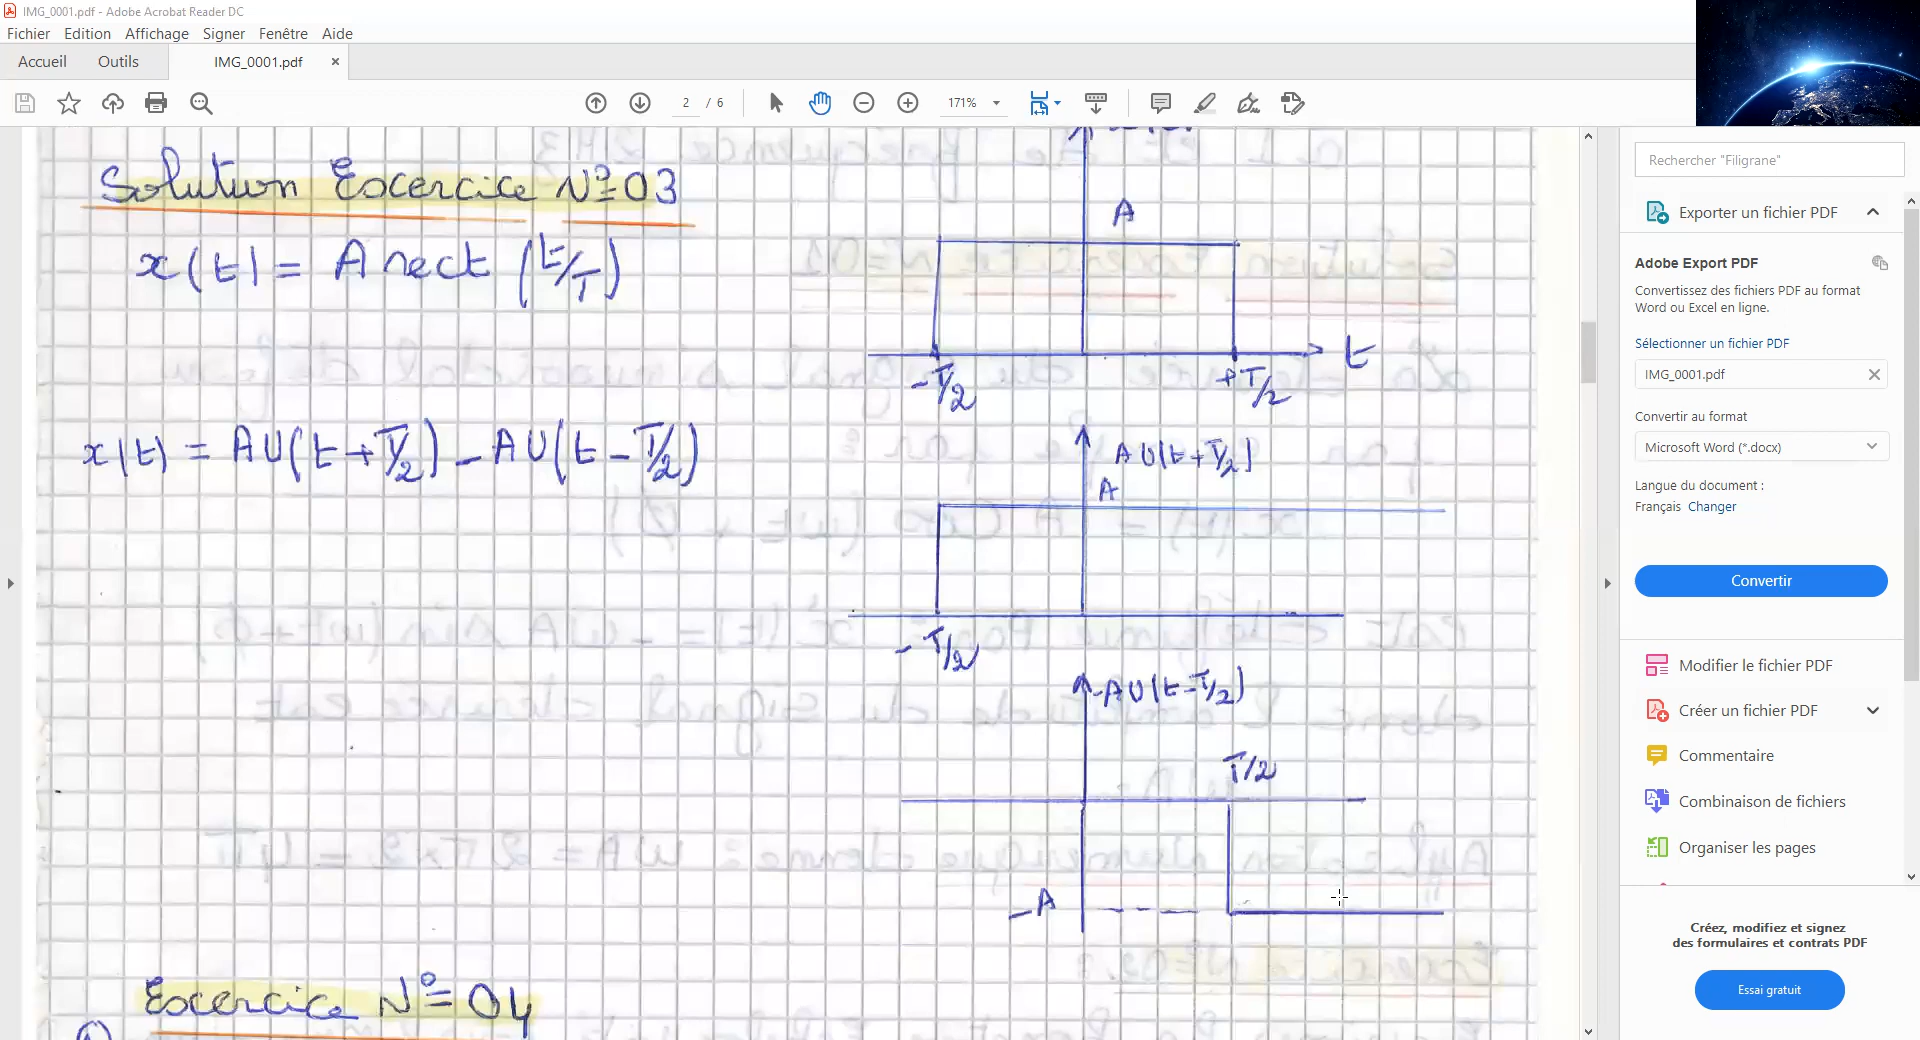 IMG_0001.pdf - Adobe Acrobat Reader DC
Fichier Edition Affichage Signer Fenêtre Aide
Accueil Outils IMG_0001.pdf ×
2 / 6 171%
Solution Excercice N°=03
x(t) = A rect (t/T)
A
-T/2 +T/2 t
x(t) = AU(t+T/2) - AU(t-T/2)
AU(t+T/2)
A
-T/2
-AU(t-T/2)
T/2
-A
Excercice N°=04
Rechercher "Filigrane"
Exporter un fichier PDF
Adobe Export PDF
Convertissez des fichiers PDF au format
Word ou Excel en ligne.
Sélectionner un fichier PDF
IMG_0001.pdf
Convertir au format
Microsoft Word (*.docx)
Langue du document :
Français Changer
Convertir
Modifier le fichier PDF
Créer un fichier PDF
Commentaire
Combinaison de fichiers
Organiser les pages
Créez, modifiez et signez
des formulaires et contrats PDF
Essai gratuit